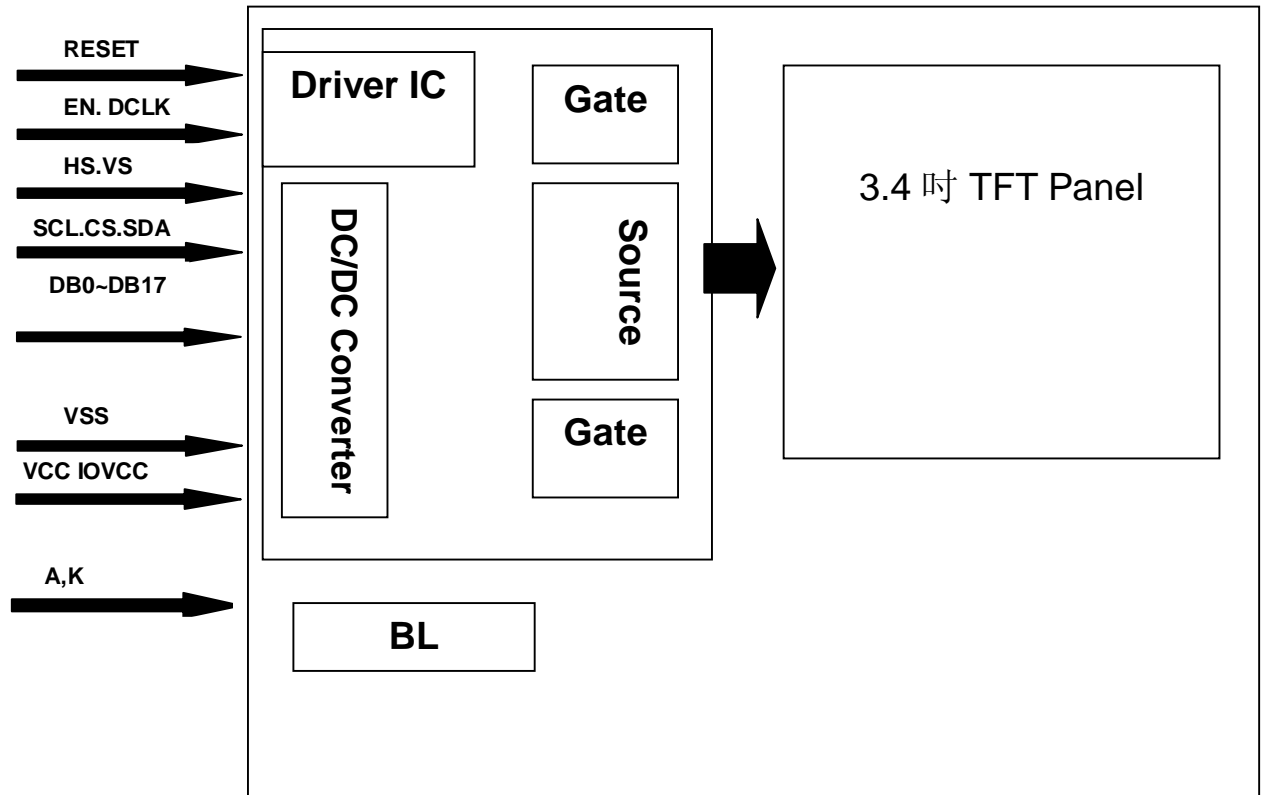 RESET
EN. DCLK
HS.VS
SCL.CS.SDA
DB0~DB17
VSS
VCC IOVCC
A,K
Driver IC
DC/DC Converter
Gate
Source
Gate
BL
3.4 吋 TFT Panel